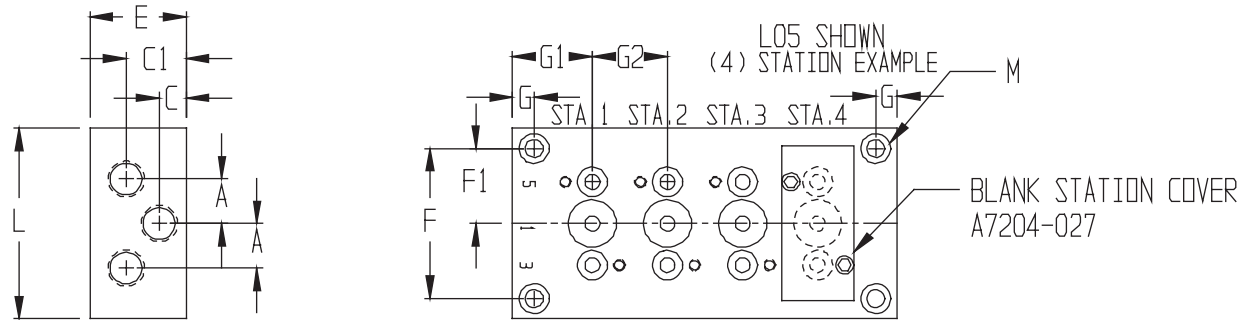 E
C1
C
L
A
A
LO5 SHOWN
(4) STATION EXAMPLE
G1
G2
M
G
G
STA.1 STA.2 STA.3 STA.4
F1
F
5
1
3
BLANK STATION COVER
A7204-027